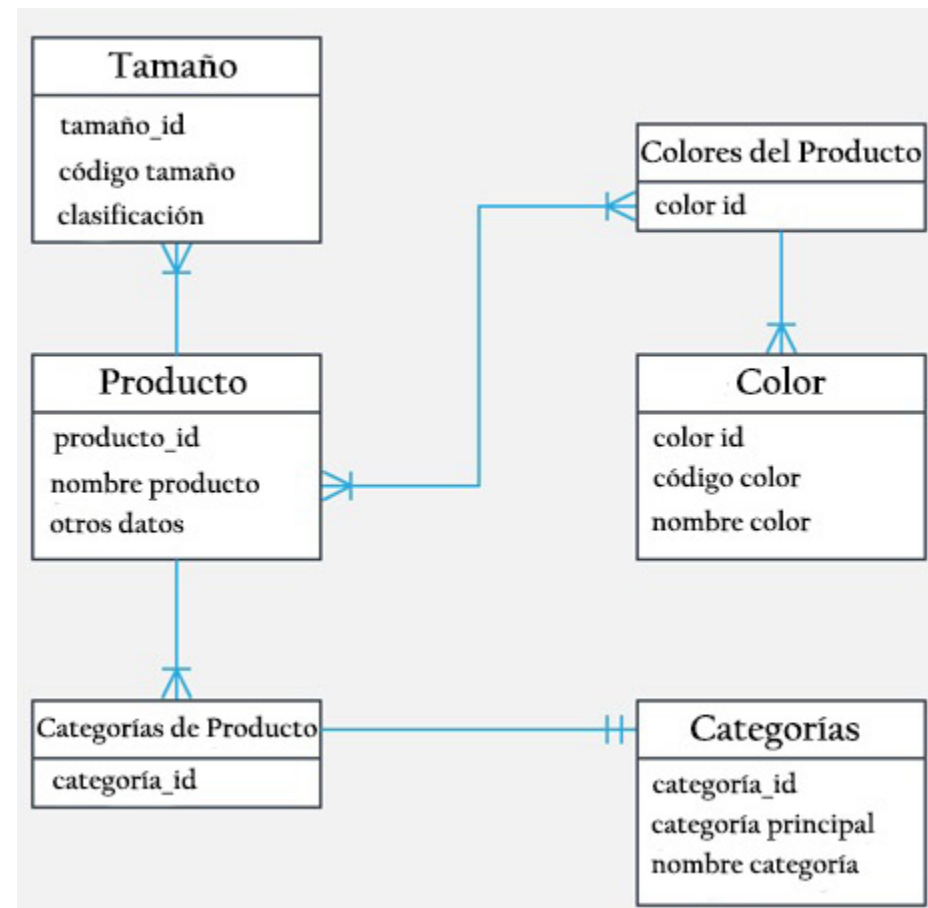 Tamaño
tamaño_id
código tamaño
clasificación
Producto
producto_id
nombre producto
otros datos
Categorías de Producto
categoría_id
Colores del Producto
color id
Color
color id
código color
nombre color
Categorías
categoría_id
categoría principal
nombre categoría